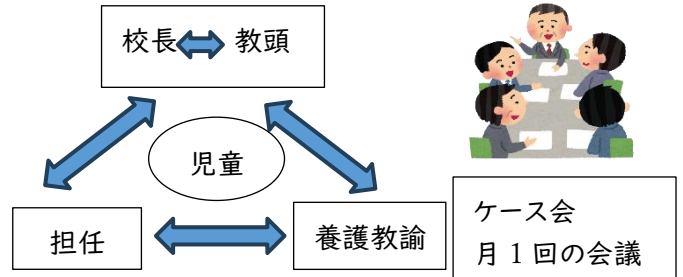 校長 教頭
児童
担任
養護教諭
ケース会
月1回の会議